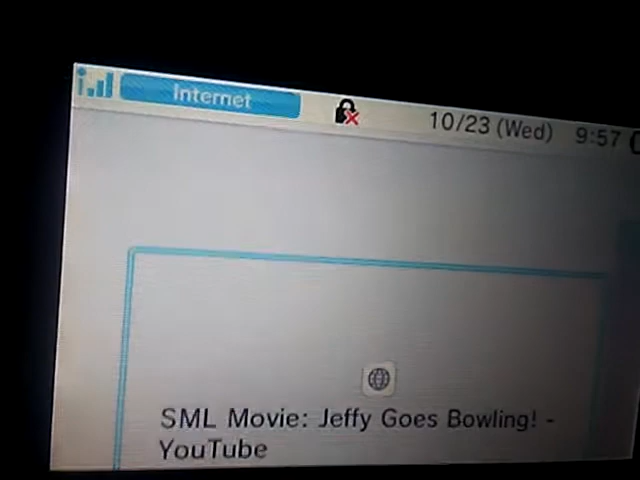 Internet 10/23 (Wed) 9:57
SML Movie: Jeffy Goes Bowling! -
YouTube